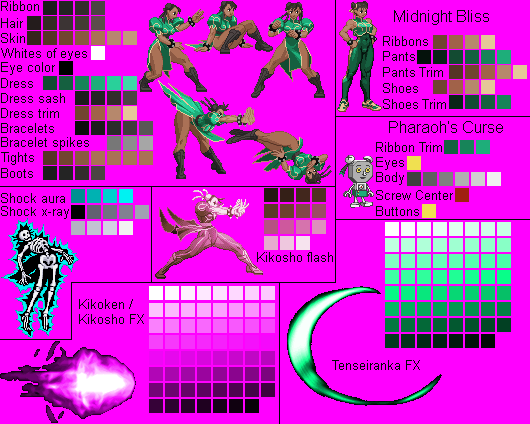 Ribbon
Hair
Skin
Whites of eyes
Eye color
Dress
Dress sash
Dress trim
Bracelets
Bracelet spikes
Tights
Boots
Midnight Bliss
Ribbons
Pants
Pants Trim
Shoes
Shoes Trim
Pharaoh's Curse
Ribbon Trim
Eyes
Body
Screw Center
Buttons
Shock aura
Shock x-ray
Kikosho flash
Kikoken /
Kikosho FX
Tenseiranka FX